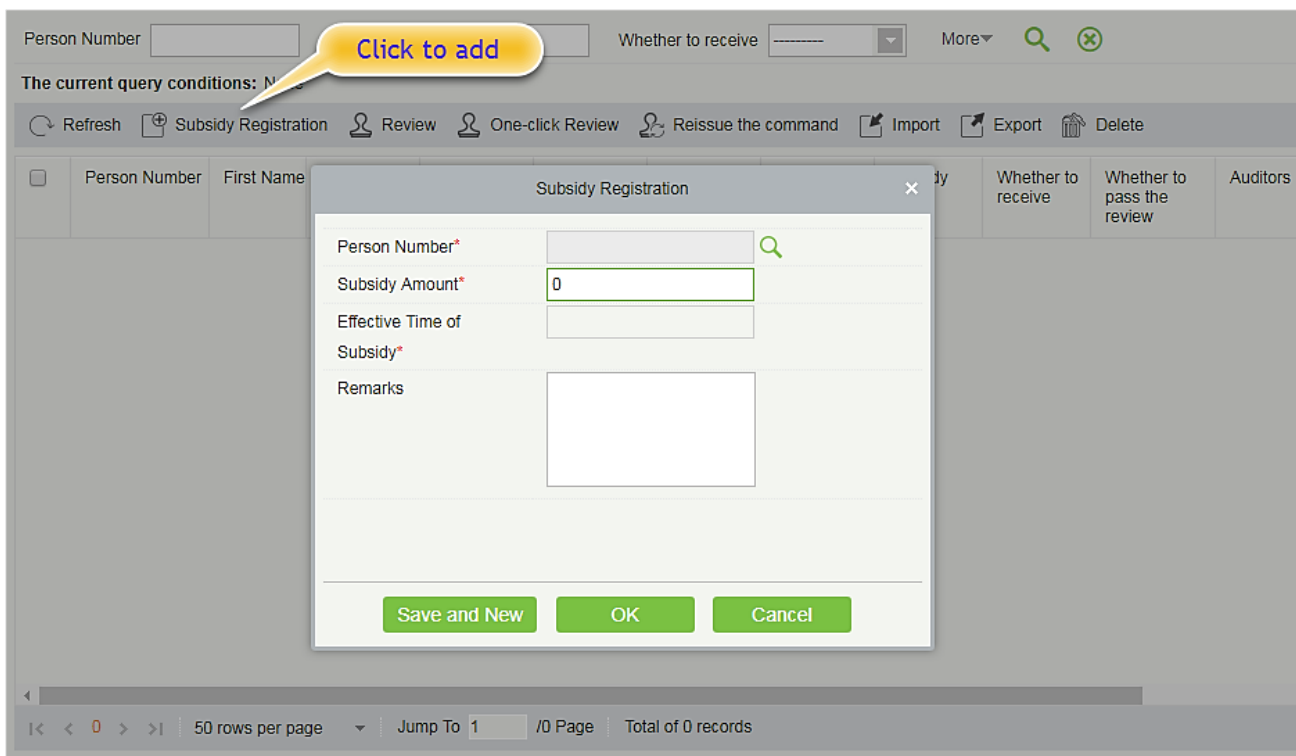 Person Number
Click to add
Whether to receive ---------
More
The current query conditions:
Refresh Subsidy Registration Review One-click Review Reissue the command Import Export Delete
Person Number First Name Whether to receive Whether to pass the review Auditors
Subsidy Registration
Person Number*
Subsidy Amount* 0
Effective Time of
Subsidy*
Remarks
Save and New OK Cancel
0 50 rows per page Jump To 1 /0 Page Total of 0 records